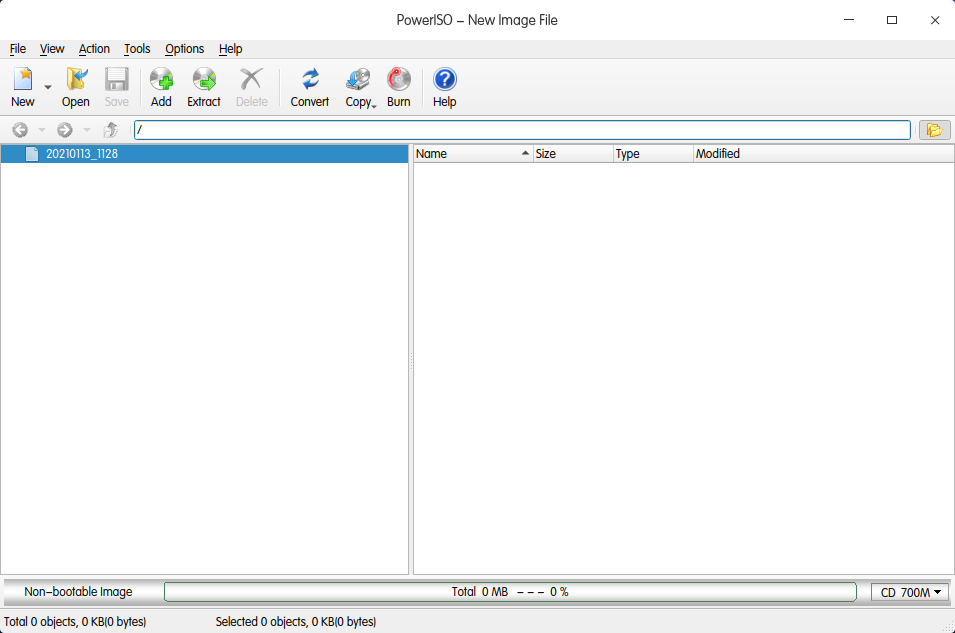 PowerISO – New Image File
File View Action Tools Options Help
New Open Save Add Extract Delete Convert Copy Burn Help
/
20210113_1128
Name Size Type Modified
Non–bootable Image Total 0 MB – – – 0 % CD 700M
Total 0 objects, 0 KB(0 bytes) Selected 0 objects, 0 KB(0 bytes)